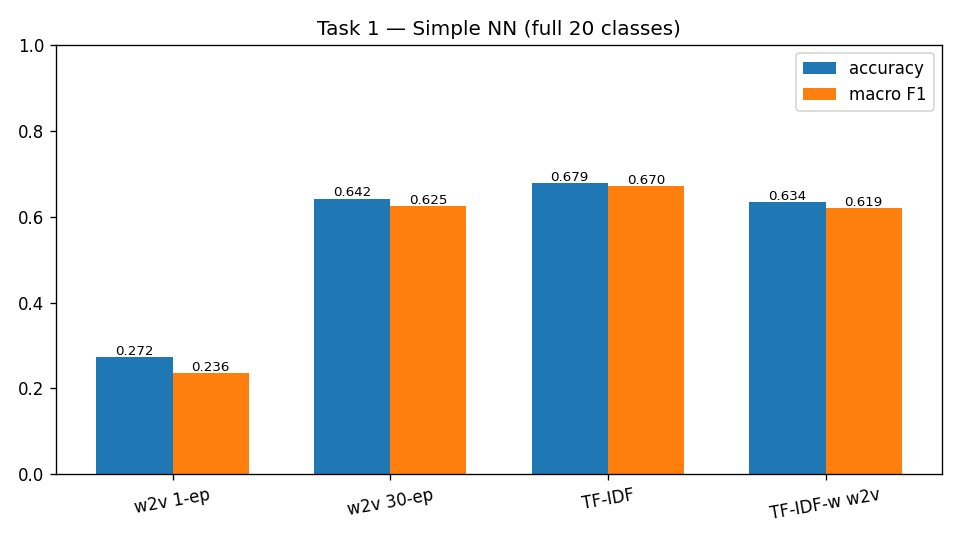 Task 1 — Simple NN (full 20 classes)
1.0
0.8
0.6
0.4
0.2
0.0
accuracy
macro F1
0.272
0.236
0.642
0.625
0.679
0.670
0.634
0.619
w2v 1-ep
w2v 30-ep
TF-IDF
TF-IDF-w w2v